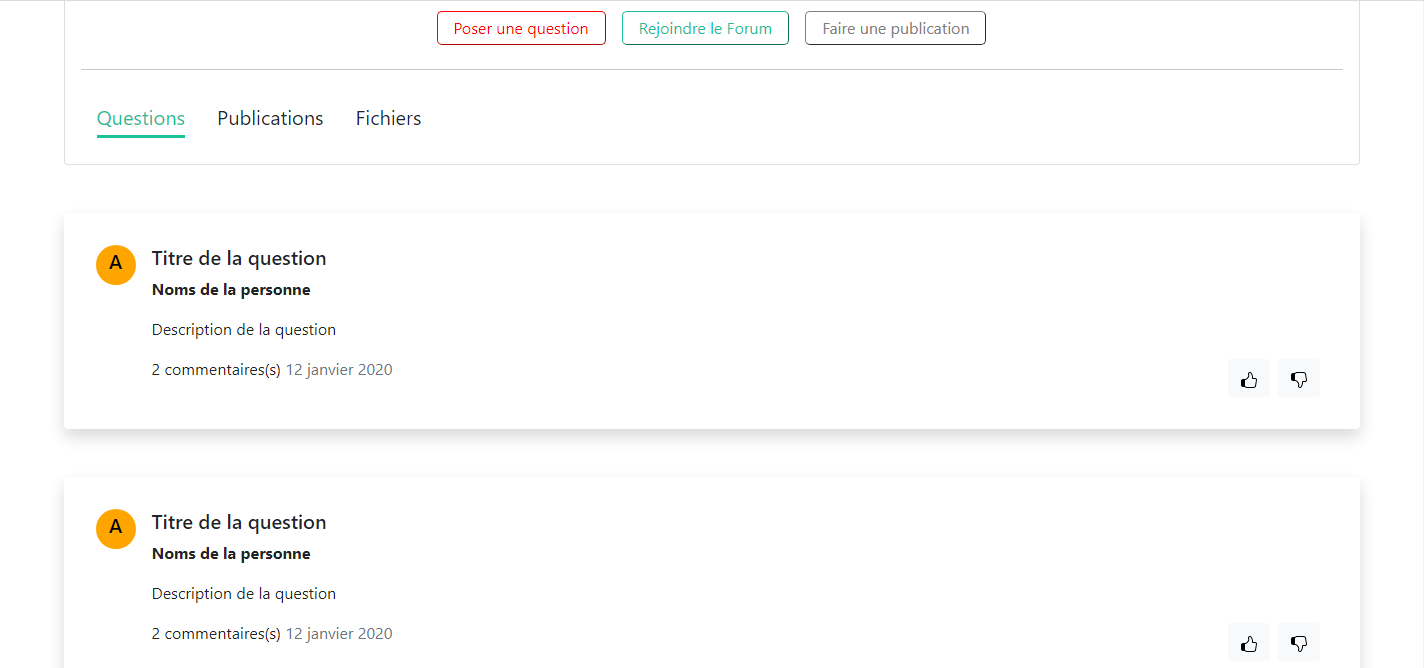 Poser une question Rejoindre le Forum Faire une publication
Questions Publications Fichiers
A Titre de la question
Noms de la personne
Description de la question
2 commentaires(s) 12 janvier 2020
A Titre de la question
Noms de la personne
Description de la question
2 commentaires(s) 12 janvier 2020